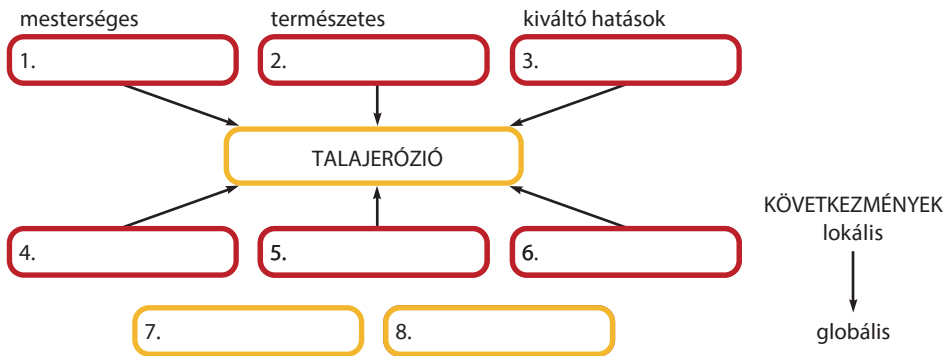 mesterséges
természetes
kiváltó hatások
1.
2.
3.
TALAJERÓZIÓ
KÖVETKEZMÉNYEK
lokális
4.
5.
6.
7.
8.
globális